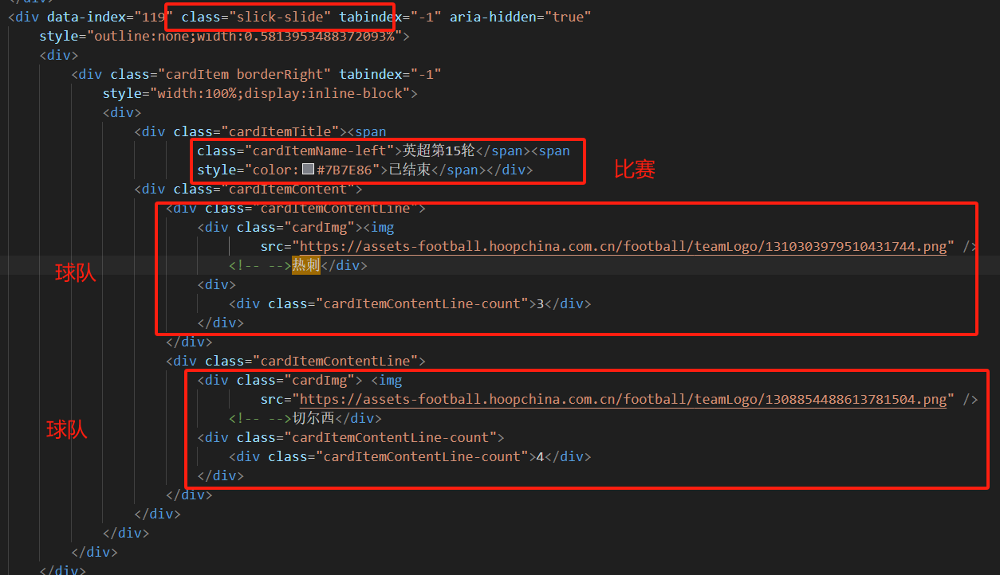 </div>
<div data-index="119" class="slick-slide" tabindex="-1" aria-hidden="true"
style="outline:none;width:0.5813953488372093%">
<div>
<div class="cardItem borderRight" tabindex="-1"
style="width:100%;display:inline-block">
<div>
<div class="cardItemTitle"><span
class="cardItemName-left">英超第15轮</span><span
style="color:#7B7E86">已结束</span></div>
比赛
<div class="cardItemContent">
<div class="cardItemContentLine">
<div class="cardImg"><img
src="https://assets-football.hoopchina.com.cn/football/teamLogo/1310303979510431744.png" />
<!-- -->热刺</div>
球队
<div>
<div class="cardItemContentLine-count">3</div>
</div>
</div>
<div class="cardItemContentLine">
<div class="cardImg"> <img
src="https://assets-football.hoopchina.com.cn/football/teamLogo/1308854488613781504.png" />
<!-- -->切尔西</div>
球队
<div class="cardItemContentLine-count">
<div class="cardItemContentLine-count">4</div>
</div>
</div>
</div>
</div>
</div>
</div>